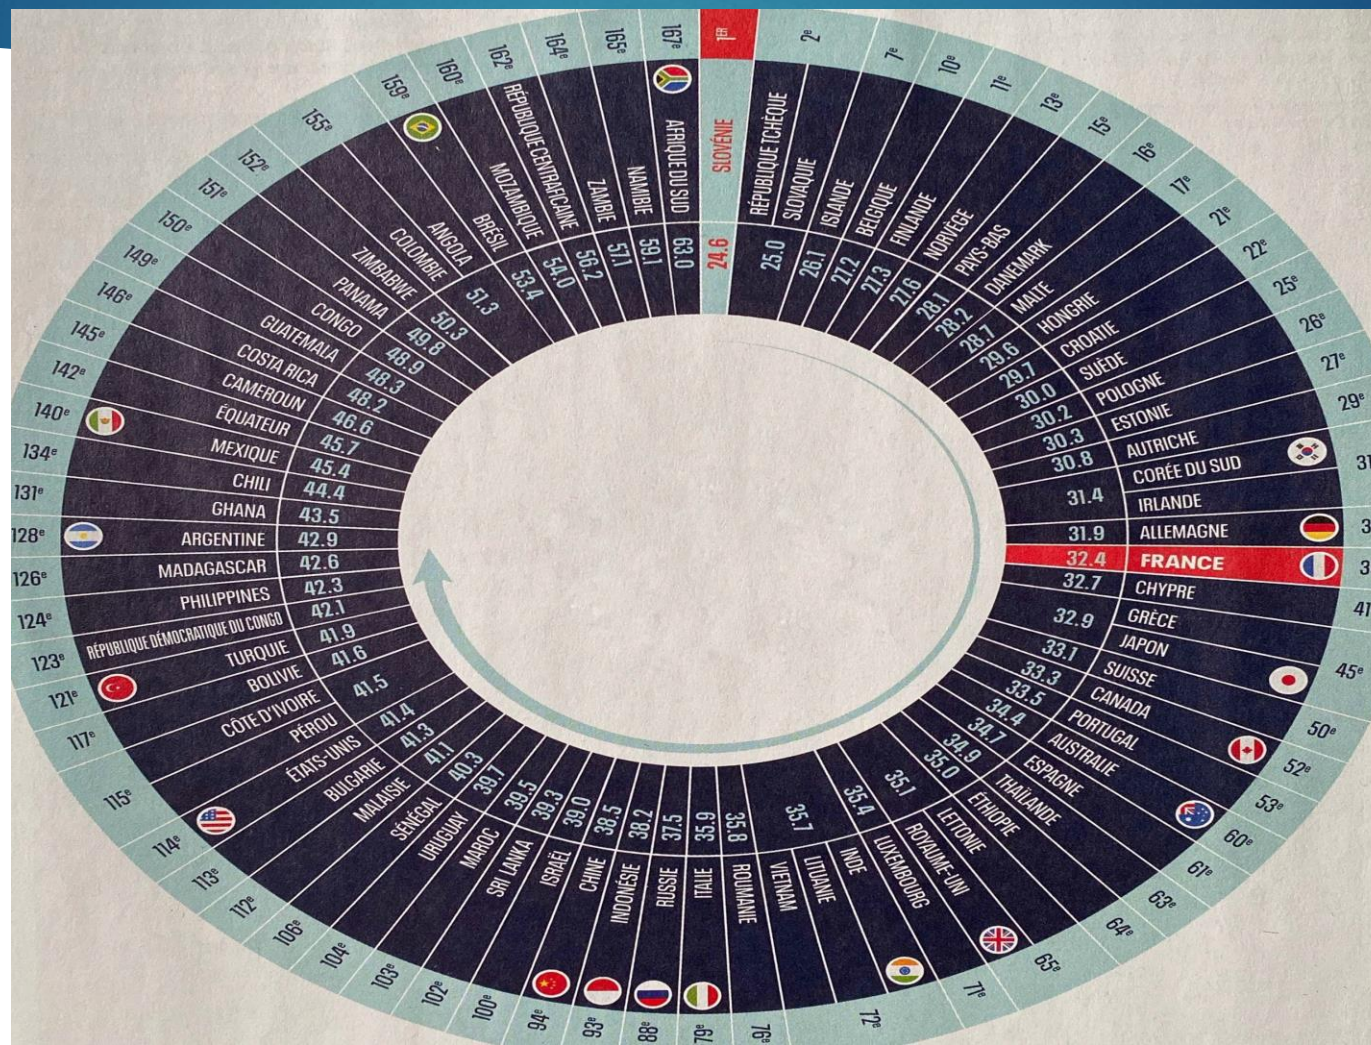 1ER
2e
7e
10e
11e
13e
15e
16e
17e
21e
22e
25e
26e
27e
29e
31
3
3
41
45e
50e
52e
53e
60e
61e
63e
64e
65e
71e
72e
76e
79e
88e
93e
94e
100e
102e
103e
104e
106e
112e
113e
114e
115e
117e
121e
123e
124e
126e
128e
131e
134e
140e
142e
145e
146e
149e
150e
151e
152e
155e
159e
160e
162e
164e
165e
167e
SLOVÉNIE
RÉPUBLIQUE TCHÈQUE
SLOVAQUIE
ISLANDE
BELGIQUE
FINLANDE
NORVÈGE
PAYS-BAS
DANEMARK
MALTE
HONGRIE
CROATIE
SUÈDE
POLOGNE
ESTONIE
AUTRICHE
CORÉE DU SUD
IRLANDE
ALLEMAGNE
FRANCE
CHYPRE
GRÈCE
JAPON
SUISSE
CANADA
PORTUGAL
AUSTRALIE
ESPAGNE
THAÏLANDE
ÉTHIOPIE
LETTONIE
ROYAUME-UNI
LUXEMBOURG
INDE
LITUANIE
VIETNAM
ROUMANIE
ITALIE
RUSSIE
INDONÉSIE
CHINE
ISRAËL
SRI LANKA
MAROC
URUGUAY
SÉNÉGAL
MALAISIE
BULGARIE
ÉTATS-UNIS
PÉROU
CÔTE D'IVOIRE
BOLIVIE
TURQUIE
RÉPUBLIQUE DÉMOCRATIQUE DU CONGO
PHILIPPINES
MADAGASCAR
ARGENTINE
GHANA
CHILI
MEXIQUE
ÉQUATEUR
CAMEROUN
COSTA RICA
GUATEMALA
CONGO
PANAMA
ZIMBABWE
COLOMBIE
ANGOLA
BRÉSIL
MOZAMBIQUE
RÉPUBLIQUE CENTRAFICAINE
ZAMBIE
NAMIBIE
AFRIQUE DU SUD
24.6
25.0
26.1
27.2
27.3
27.6
28.1
28.2
28.7
29.6
29.7
30.0
30.2
30.3
30.8
31.4
31.9
32.4
32.7
32.9
33.1
33.3
33.5
34.4
34.7
34.9
35.0
35.1
35.4
35.7
35.8
35.9
37.5
38.2
38.5
39.0
39.3
39.5
39.7
40.3
41.1
41.3
41.4
41.5
41.6
41.9
42.1
42.3
42.6
42.9
43.5
44.4
45.4
45.7
46.6
48.2
48.3
48.9
49.8
50.3
51.3
53.4
54.0
56.2
57.1
59.1
63.0